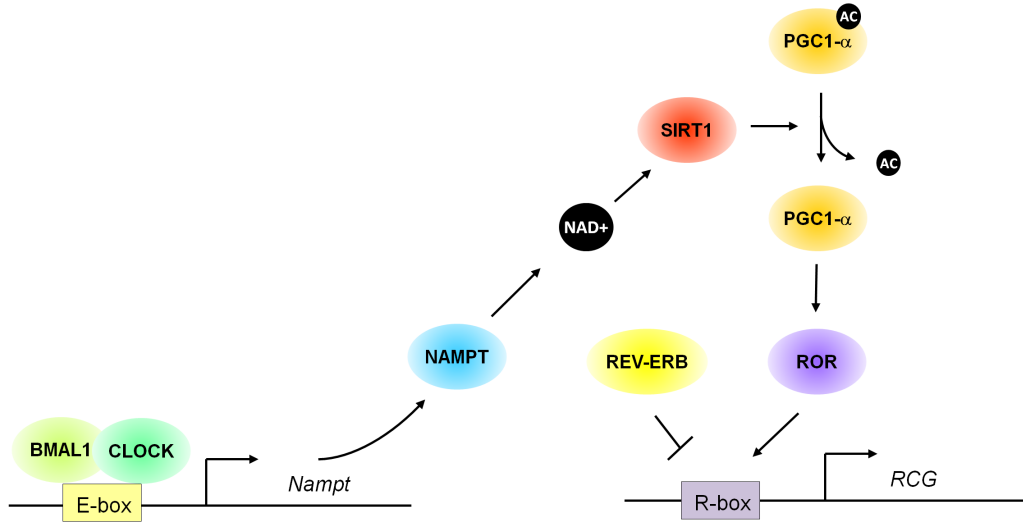 AC
PGC1-α
SIRT1
AC
PGC1-α
NAD+
NAMPT
REV-ERB
ROR
BMAL1
CLOCK
Nampt
RCG
E-box
R-box